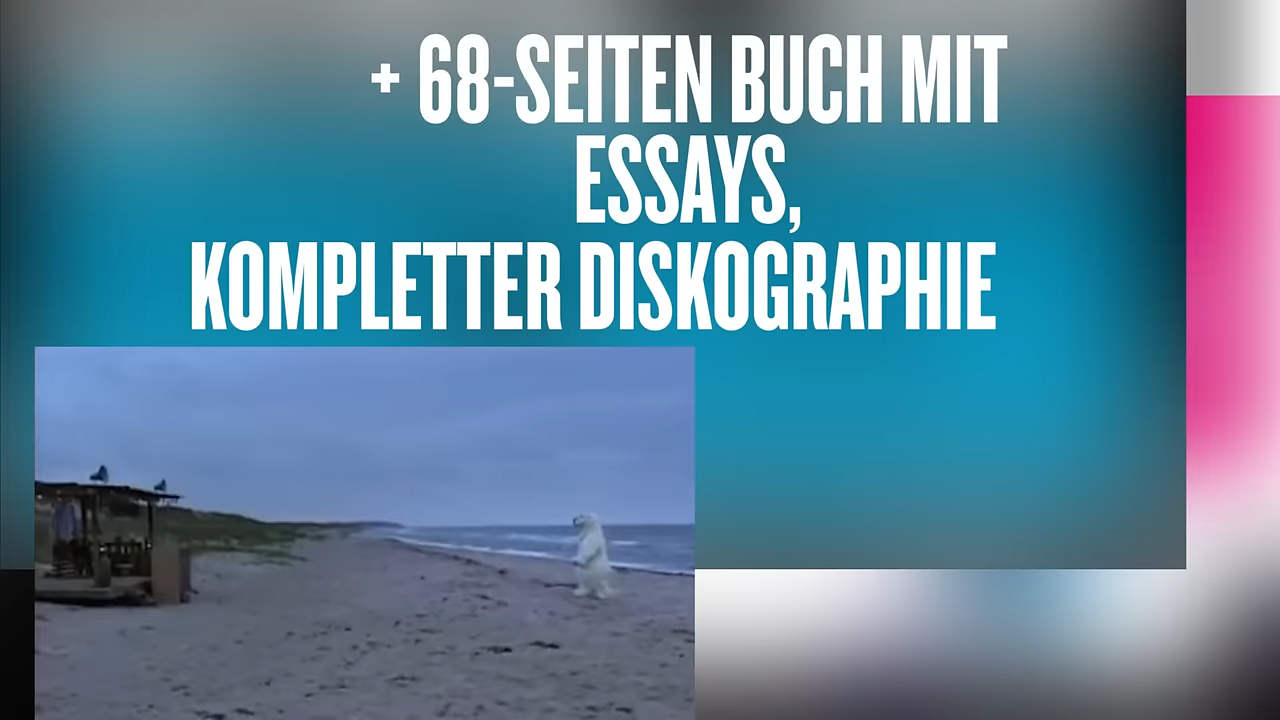 + 68-SEITEN BUCH MIT
ESSAYS,
KOMPLETTER DISKOGRAPHIE